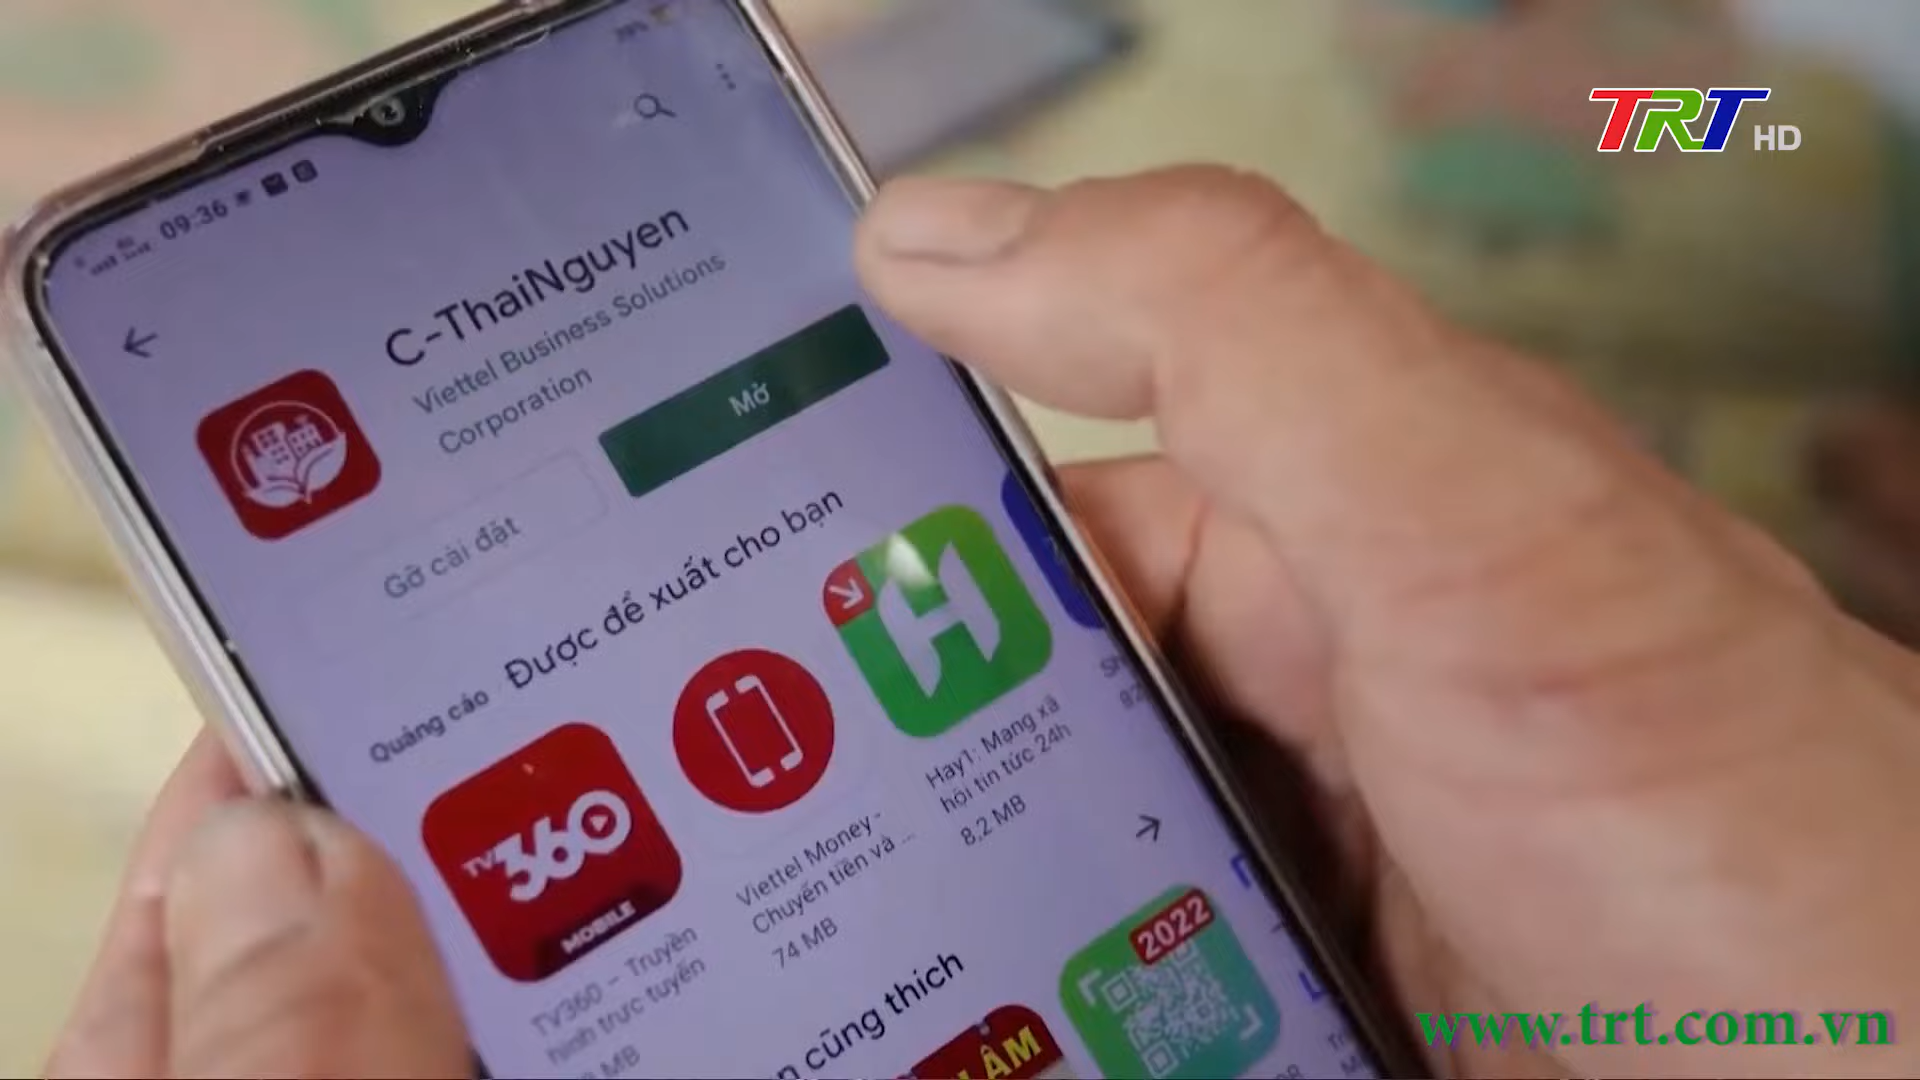 TRT HD
09:36
C-ThaiNguyen
Viettel Business Solutions
Corporation
Gỡ cài đặt
Mở
Quảng cáo Được đề xuất cho bạn
TV360
MOBILE
TV360 – Truyền
hình trực tuyến
MB
Viettel Money-
Chuyển tiền và ...
74 MB
H
Hay1: Mạng xã
hội tin tức 24h
8,2 MB
2022
n cũng thích
ÂM
www.trt.com.vn